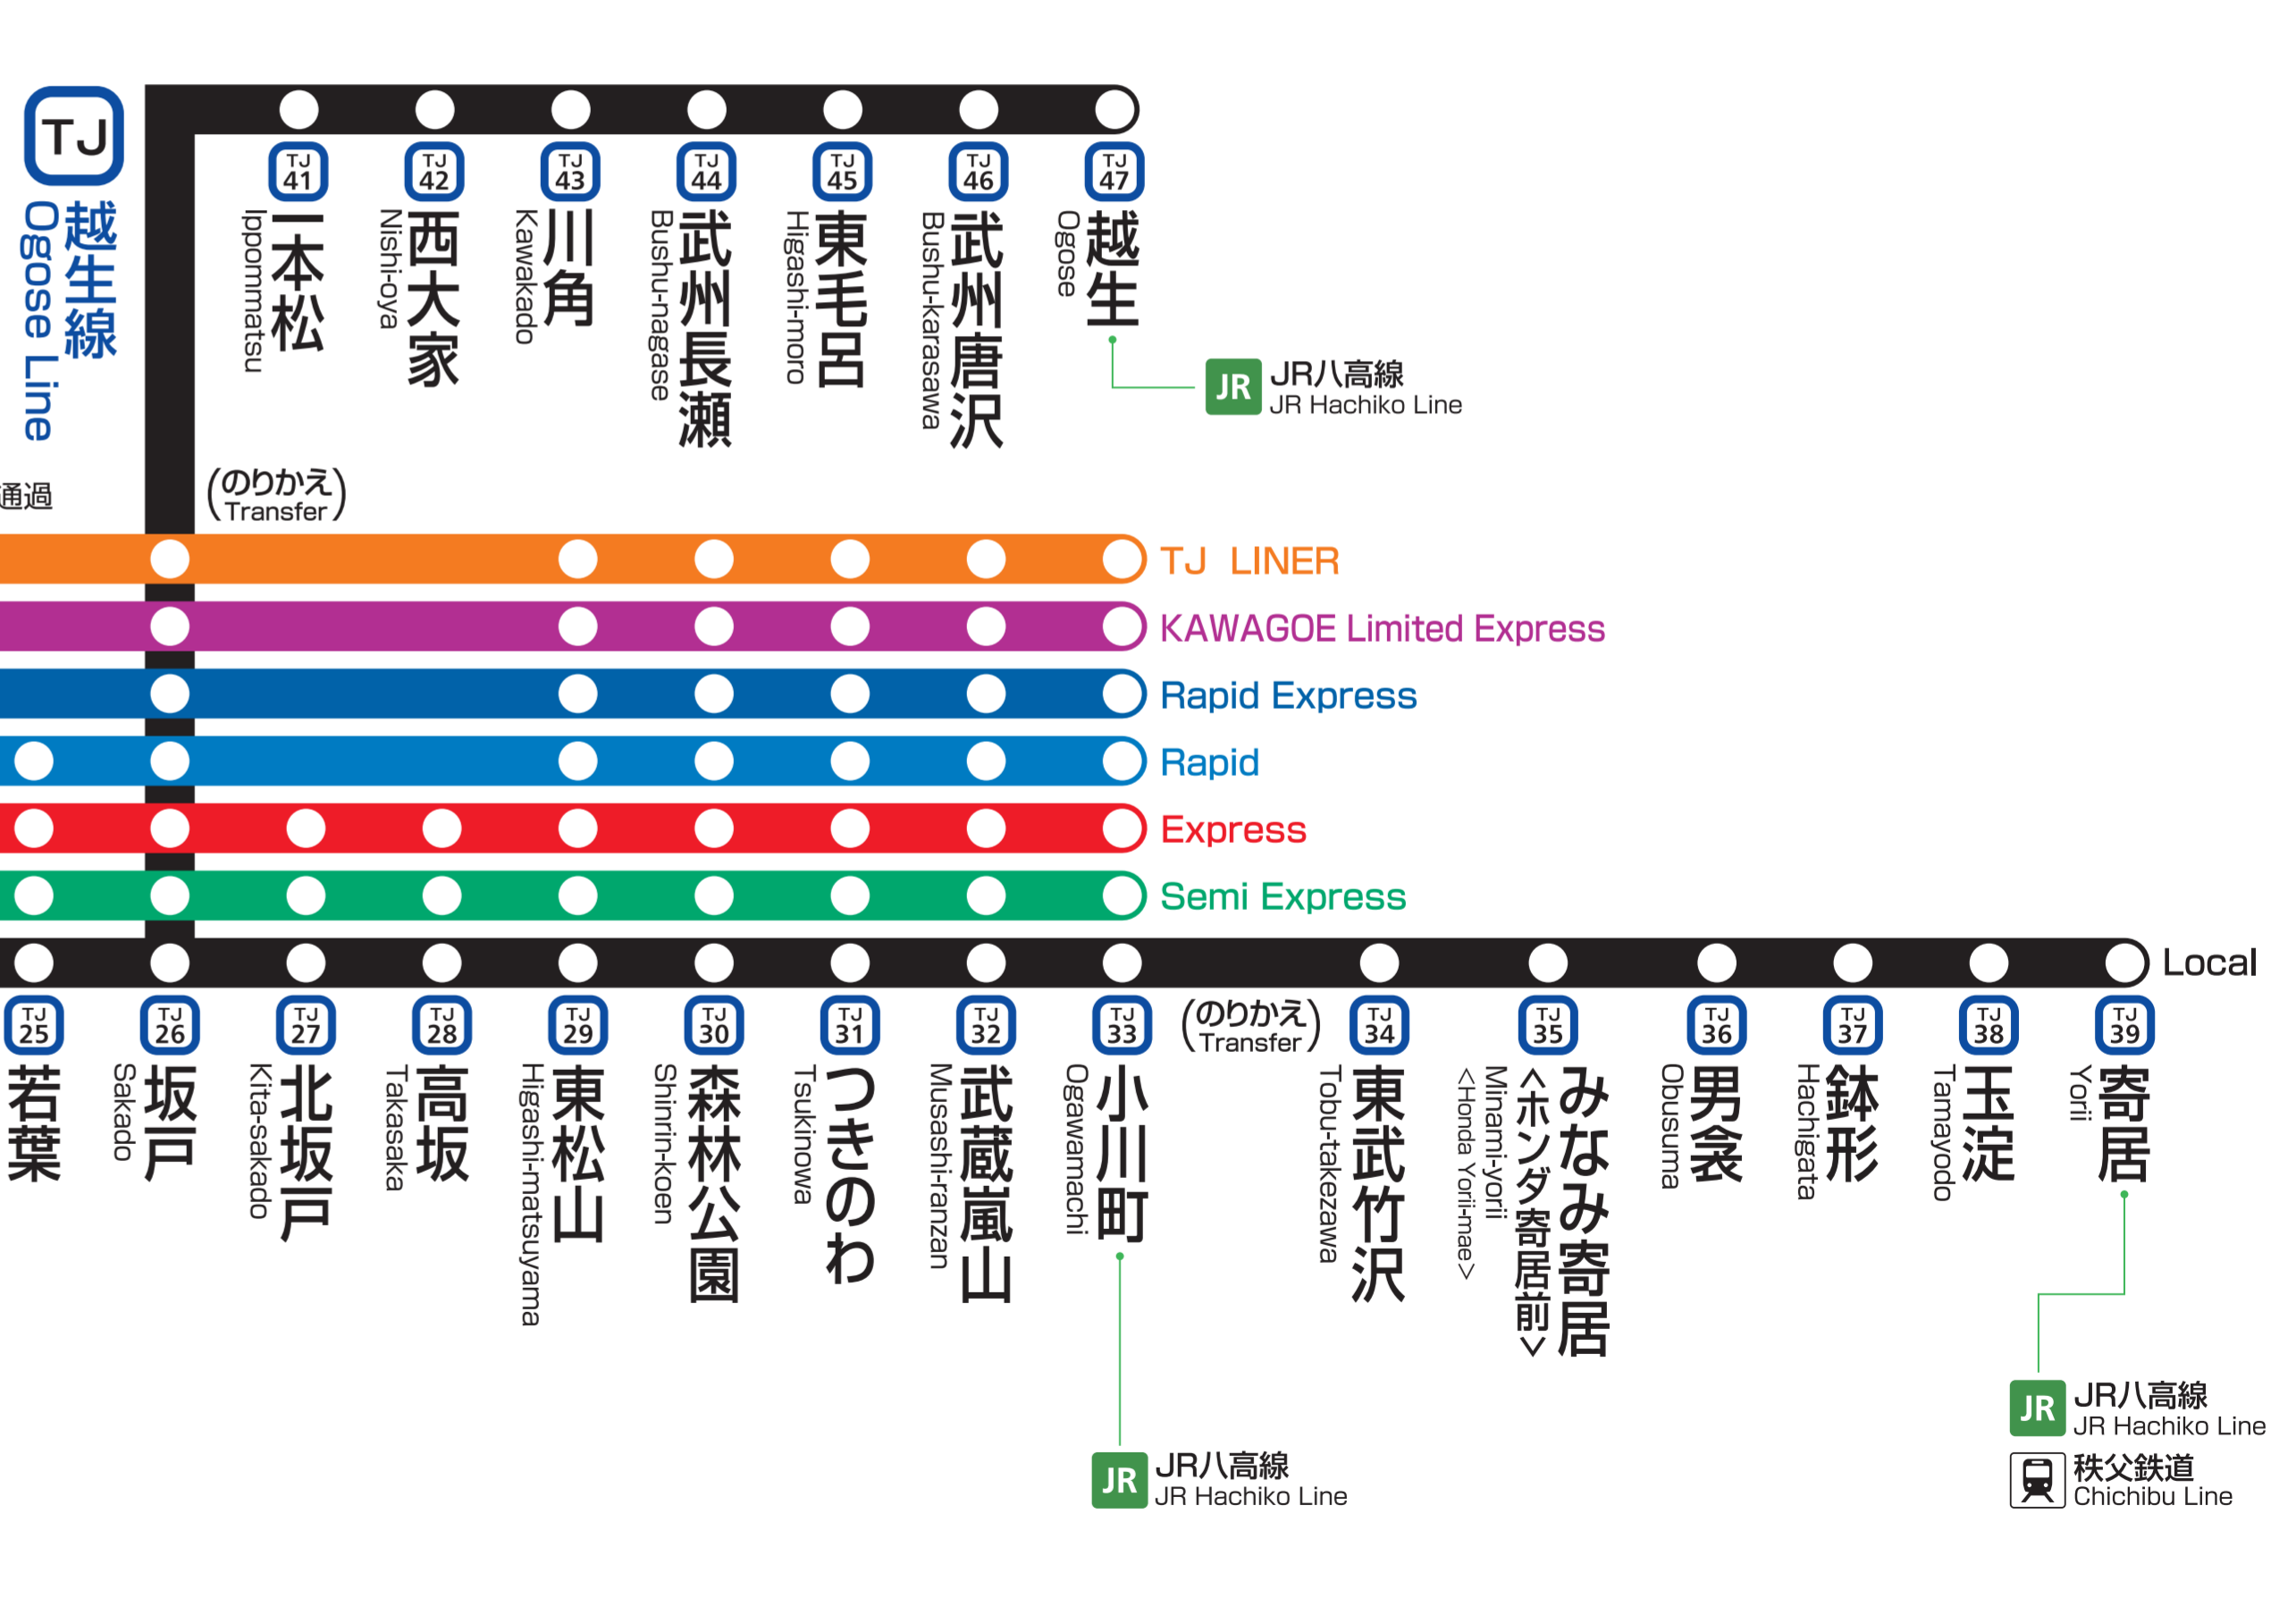 TJ
越生線
Ogose Line
TJ 41
一本松
Ippommatsu
TJ 42
西大家
Nishi-oya
TJ 43
川角
Kawakado
TJ 44
武州長瀬
Bushu-nagase
TJ 45
東毛呂
Higashi-moro
TJ 46
武州唐沢
Bushu-karasawa
TJ 47
越生
Ogose
JR
JR八高線
JR Hachiko Line
通過
(のりかえ)
(Transfer)
TJ LINER
KAWAGOE Limited Express
Rapid Express
Rapid
Express
Semi Express
Local
TJ 25
若葉
TJ 26
坂戸
Sakado
TJ 27
北坂戸
Kita-sakado
TJ 28
高坂
Takasaka
TJ 29
東松山
Higashi-matsuyama
TJ 30
森林公園
Shinrin-koen
TJ 31
つきのわ
Tsukinowa
TJ 32
武蔵嵐山
Musashi-ranzan
TJ 33
小川町
Ogawamachi
(のりかえ)
(Transfer)
TJ 34
東武竹沢
Tobu-takezawa
TJ 35
みなみ寄居
<ホンダ寄居前>
Minami-yorii
<Honda Yorii-mae>
TJ 36
男衾
Obusuma
TJ 37
鉢形
Hachigata
TJ 38
玉淀
Tamayodo
TJ 39
寄居
Yorii
JR
JR八高線
JR Hachiko Line
JR
JR八高線
JR Hachiko Line
秩父鉄道
Chichibu Line